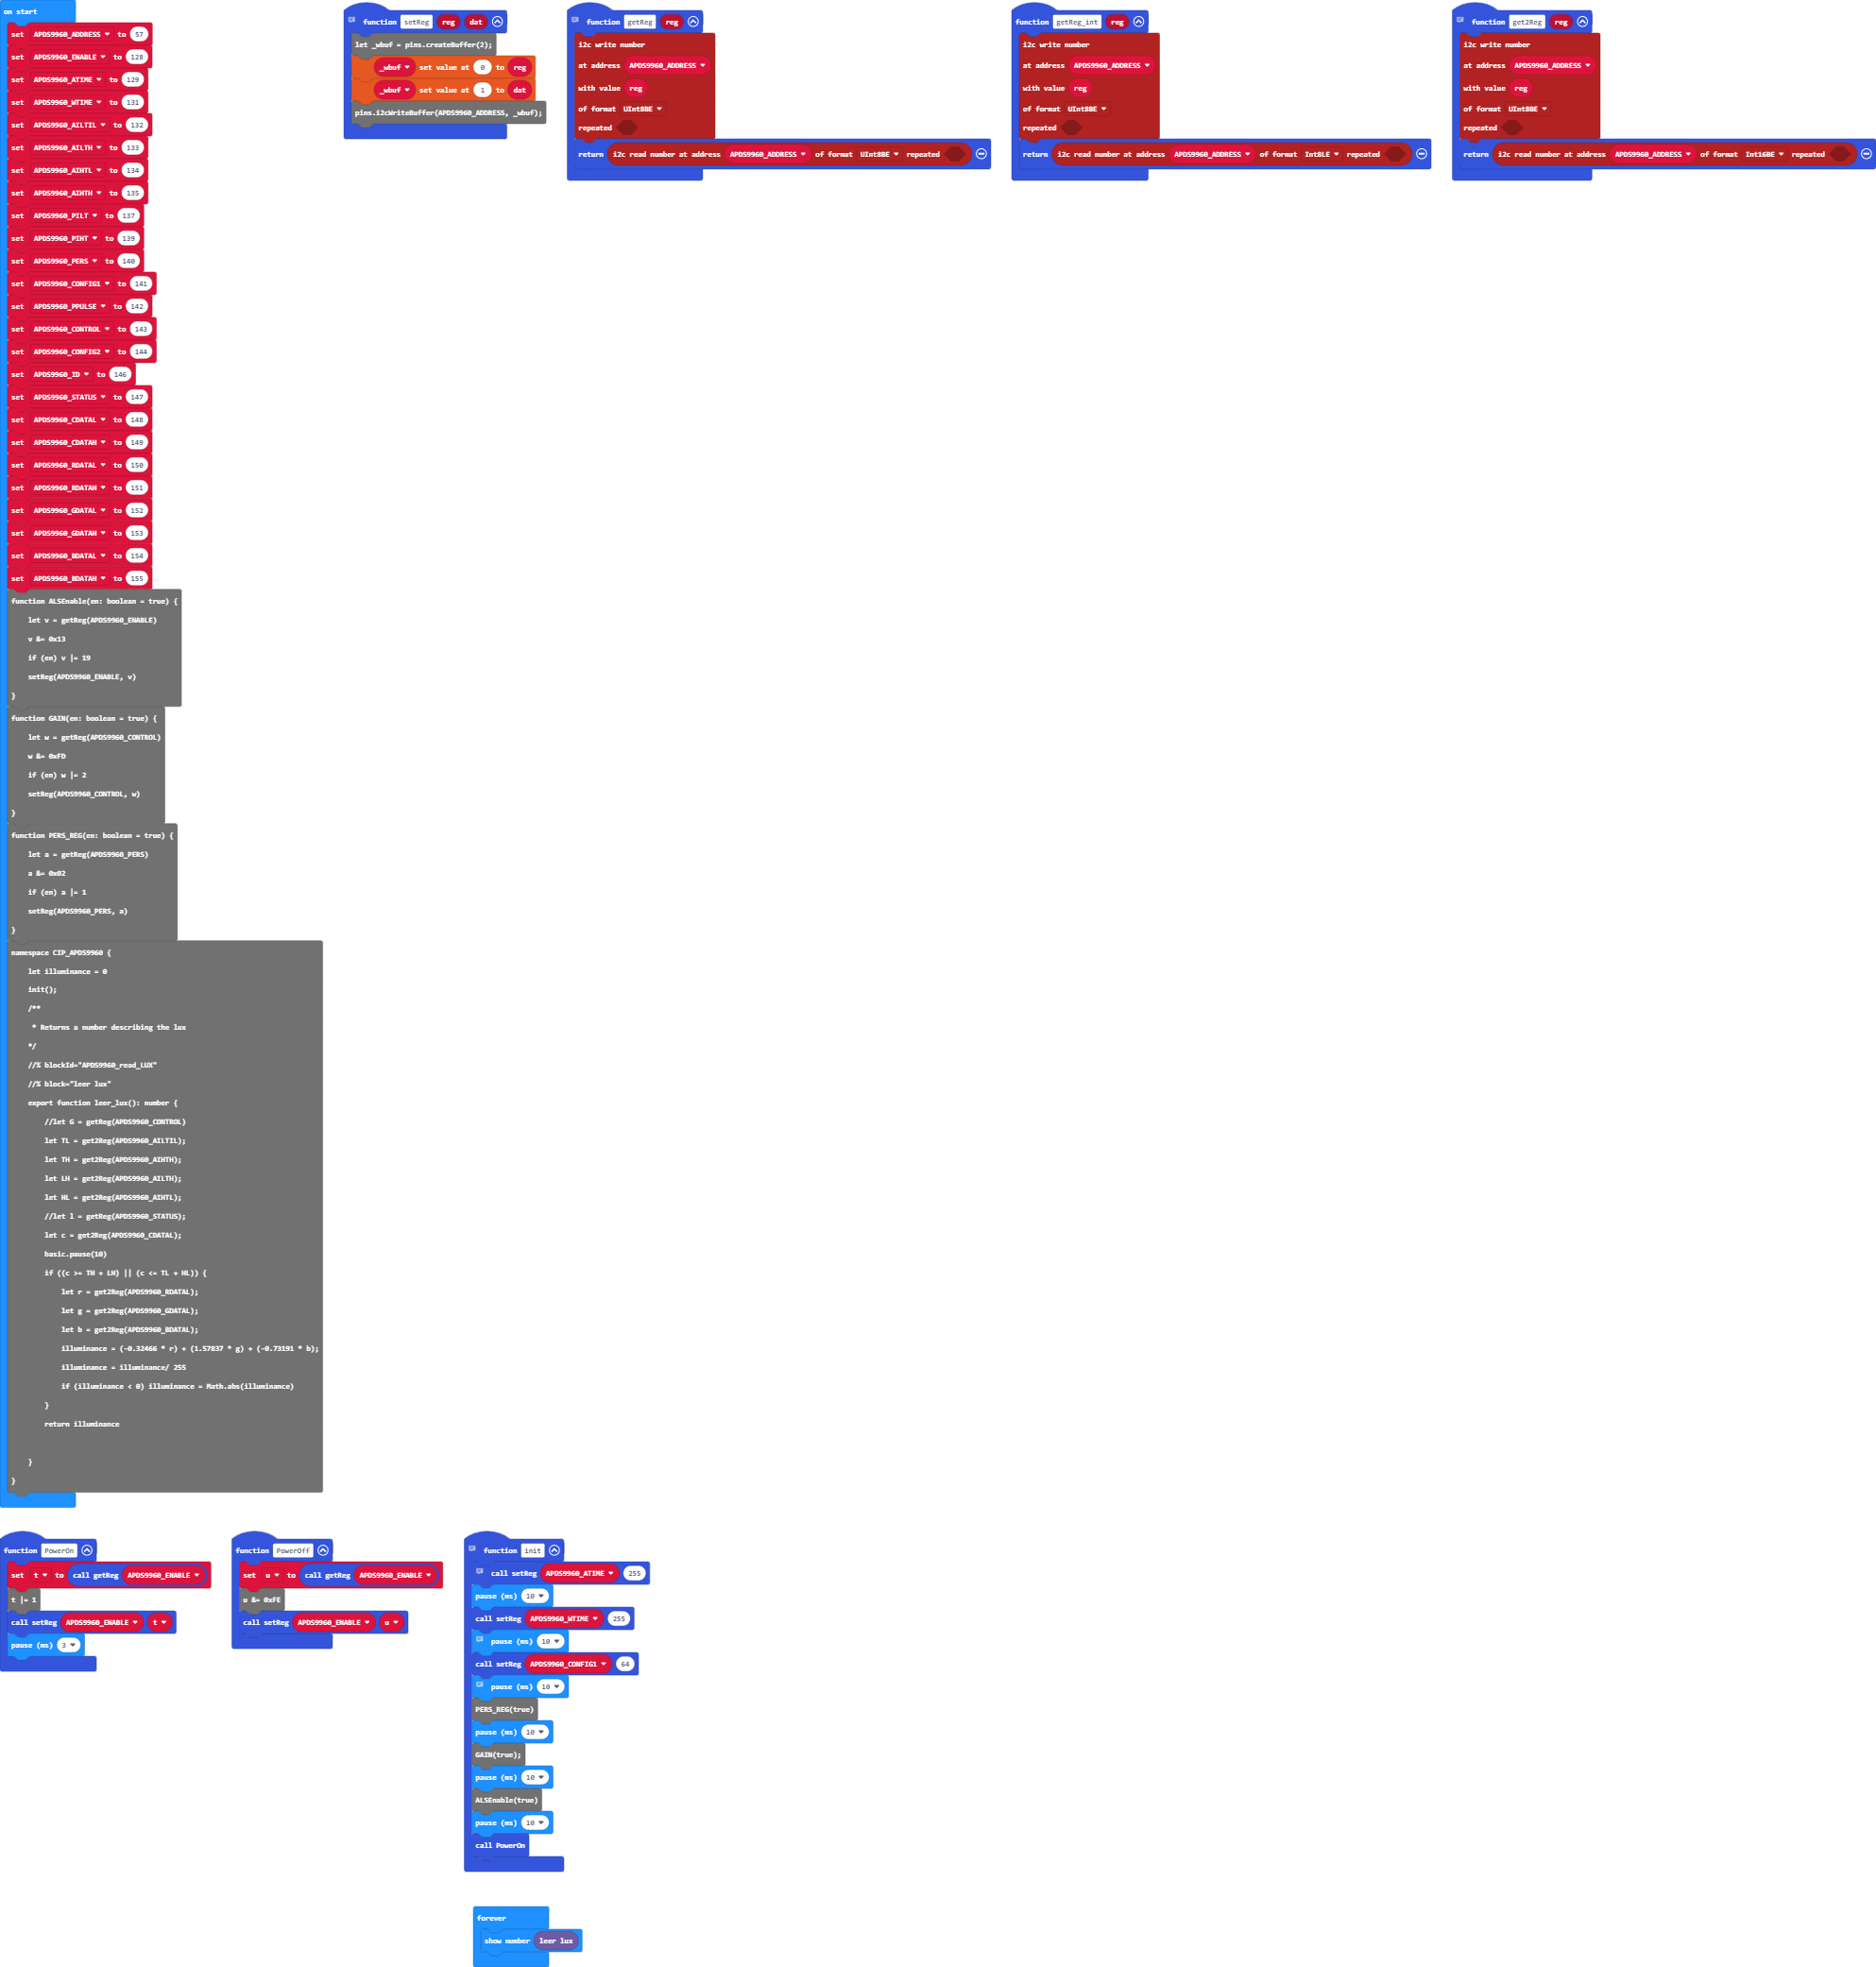 on start
set APDS9960_ADDRESS to 57
set APDS9960_ENABLE to 128
set APDS9960_ATIME to 129
set APDS9960_WTIME to 131
set APDS9960_AILTIL to 132
set APDS9960_AILTH to 133
set APDS9960_AIHTL to 134
set APDS9960_AIHTH to 135
set APDS9960_PILT to 137
set APDS9960_PIHT to 139
set APDS9960_PERS to 140
set APDS9960_CONFIG1 to 141
set APDS9960_PPULSE to 142
set APDS9960_CONTROL to 143
set APDS9960_CONFIG2 to 144
set APDS9960_ID to 146
set APDS9960_STATUS to 147
set APDS9960_CDATAL to 148
set APDS9960_CDATAH to 149
set APDS9960_RDATAL to 150
set APDS9960_RDATAH to 151
set APDS9960_GDATAL to 152
set APDS9960_GDATAH to 153
set APDS9960_BDATAL to 154
set APDS9960_BDATAH to 155
function ALSEnable(en: boolean = true) {
let v = getReg(APDS9960_ENABLE)
v &= 0x13
if (en) v |= 19
setReg(APDS9960_ENABLE, v)
}
function GAIN(en: boolean = true) {
let w = getReg(APDS9960_CONTROL)
w &= 0xFD
if (en) w |= 2
setReg(APDS9960_CONTROL, w)
}
function PERS_REG(en: boolean = true) {
let a = getReg(APDS9960_PERS)
a &= 0x02
if (en) a |= 1
setReg(APDS9960_PERS, a)
}
namespace CIP_APDS9960 {
let illuminance = 0
init();
/**
* Returns a number describing the lux
*/
//% blockId="APDS9960_read_LUX"
//% block="leer lux"
export function leer_lux(): number {
//let G = getReg(APDS9960_CONTROL)
let TL = get2Reg(APDS9960_AILTIL);
let TH = get2Reg(APDS9960_AIHTH);
let LH = get2Reg(APDS9960_AILTH);
let HL = get2Reg(APDS9960_AIHTL);
//let l = getReg(APDS9960_STATUS);
let c = get2Reg(APDS9960_CDATAL);
basic.pause(10)
if ((c >= TH + LH) || (c <= TL + HL)) {
let r = get2Reg(APDS9960_RDATAL);
let g = get2Reg(APDS9960_GDATAL);
let b = get2Reg(APDS9960_BDATAL);
illuminance = (-0.32466 * r) + (1.57837 * g) + (-0.73191 * b);
illuminance = illuminance/ 255
if (illuminance < 0) illuminance = Math.abs(illuminance)
}
return illuminance
}
}
function setReg reg dat
let _wbuf = pins.createBuffer(2);
_wbuf set value at 0 to reg
_wbuf set value at 1 to dat
pins.i2cWriteBuffer(APDS9960_ADDRESS, _wbuf);
function getReg reg
i2c write number
at address APDS9960_ADDRESS
with value reg
of format UInt8BE
repeated
return i2c read number at address APDS9960_ADDRESS of format UInt8BE repeated
function getReg_int reg
i2c write number
at address APDS9960_ADDRESS
with value reg
of format UInt8BE
repeated
return i2c read number at address APDS9960_ADDRESS of format Int8LE repeated
function get2Reg reg
i2c write number
at address APDS9960_ADDRESS
with value reg
of format UInt8BE
repeated
return i2c read number at address APDS9960_ADDRESS of format Int16BE repeated
function PowerOn
set t to call getReg APDS9960_ENABLE
t |= 1
call setReg APDS9960_ENABLE t
pause (ms) 3
function PowerOff
set u to call getReg APDS9960_ENABLE
u &= 0xFE
call setReg APDS9960_ENABLE u
function init
call setReg APDS9960_ATIME 255
pause (ms) 10
call setReg APDS9960_WTIME 255
pause (ms) 10
call setReg APDS9960_CONFIG1 64
pause (ms) 10
PERS_REG(true)
pause (ms) 10
GAIN(true);
pause (ms) 10
ALSEnable(true)
pause (ms) 10
call PowerOn
forever
show number leer lux